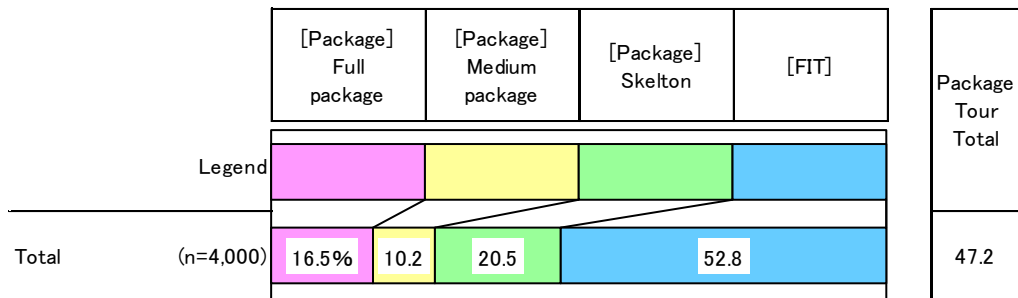 [Package]
Full
package
[Package]
Medium
package
[Package]
Skelton
[FIT]
Package
Tour
Total
Legend
Total (n=4,000) 16.5% 10.2 20.5 52.8 47.2